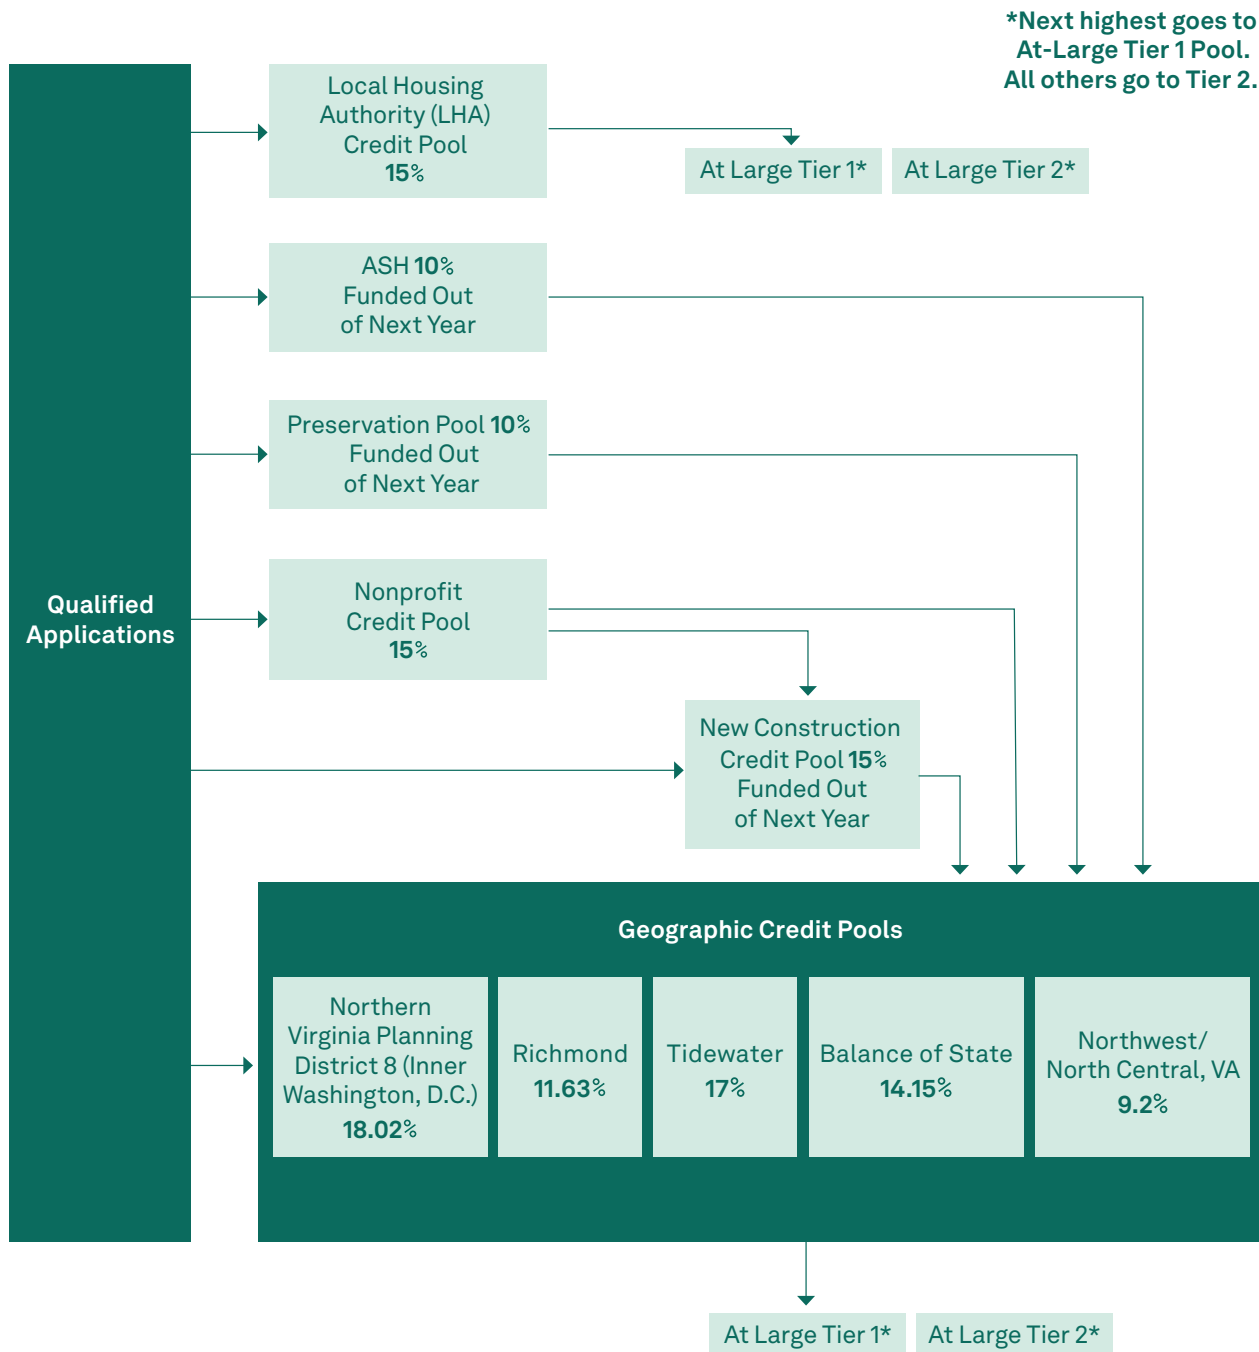 *Next highest goes to
At-Large Tier 1 Pool.
All others go to Tier 2.
Local Housing
Authority (LHA)
Credit Pool
15%
At Large Tier 1*
At Large Tier 2*
ASH 10%
Funded Out
of Next Year
Preservation Pool 10%
Funded Out
of Next Year
Qualified
Applications
Nonprofit
Credit Pool
15%
New Construction
Credit Pool 15%
Funded Out
of Next Year
Geographic Credit Pools
Northern
Virginia Planning
District 8 (Inner
Washington, D.C.)
18.02%
Richmond
11.63%
Tidewater
17%
Balance of State
14.15%
Northwest/
North Central, VA
9.2%
At Large Tier 1*
At Large Tier 2*